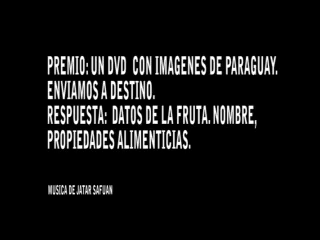 PREMIO: UN DVD CON IMAGENES DE PARAGUAY.
ENVIAMOS A DESTINO.
RESPUESTA: DATOS DE LA FRUTA. NOMBRE,
PROPIEDADES ALIMENTICIAS.
MUSICA DE JATAR SAFUAN